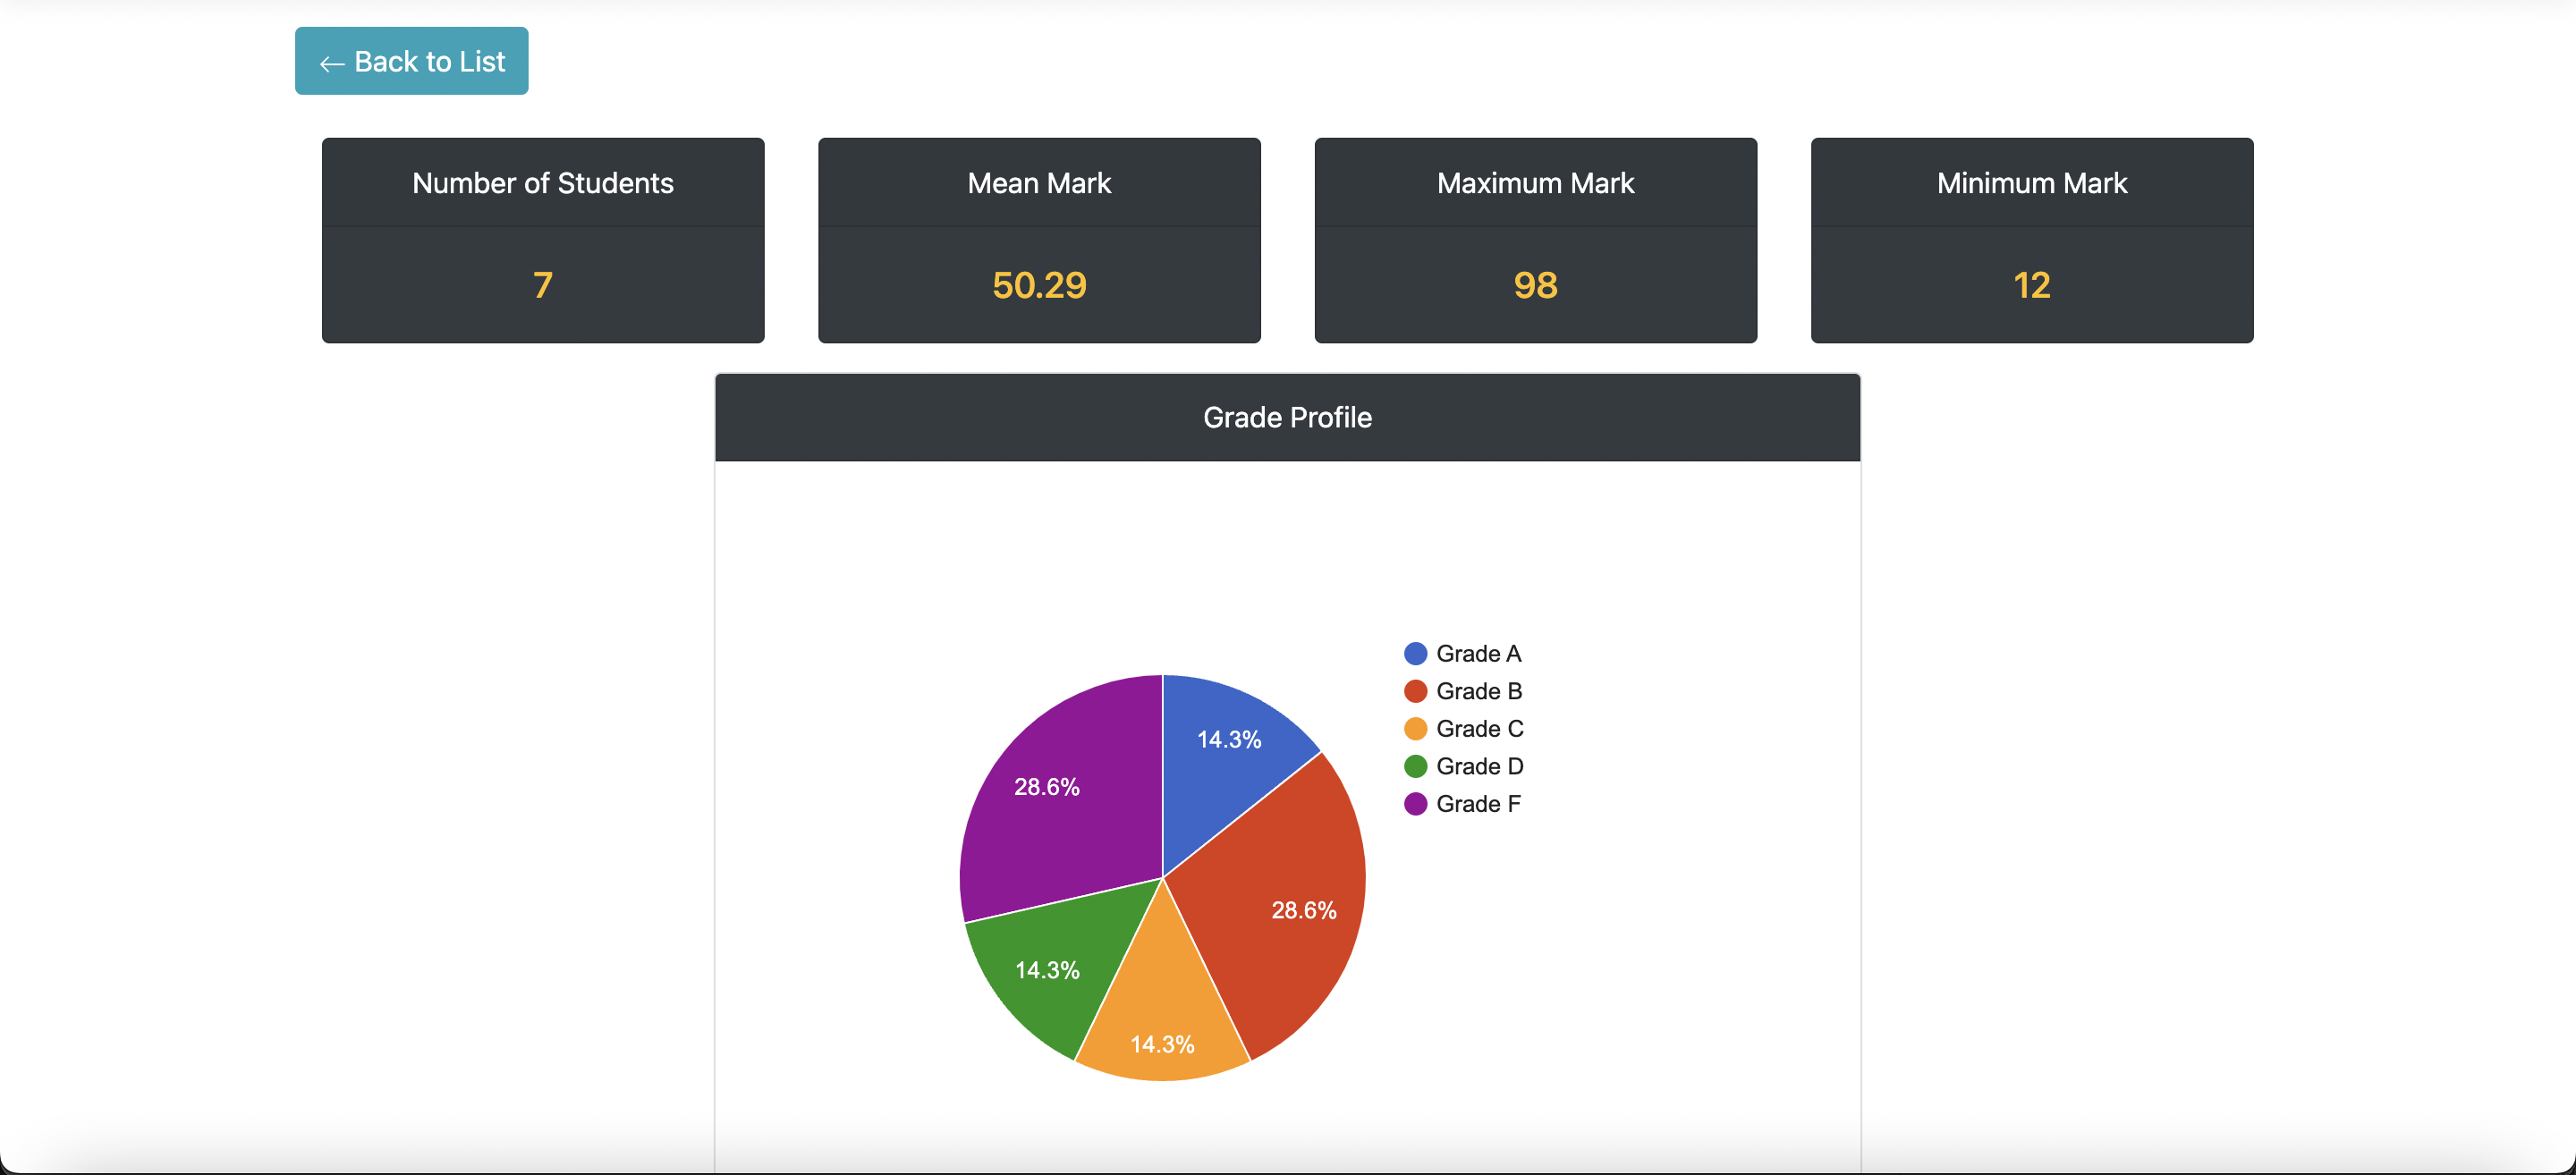 ← Back to List
Number of Students
7
Mean Mark
50.29
Maximum Mark
98
Minimum Mark
12
Grade Profile
Grade A
Grade B
Grade C
Grade D
Grade F
14.3%
28.6%
14.3%
14.3%
28.6%